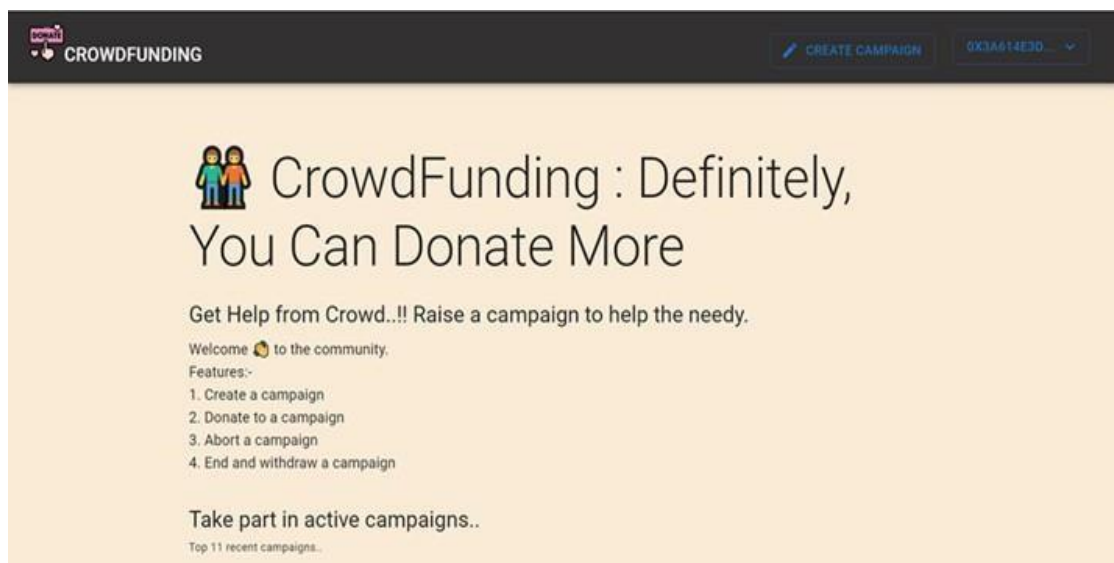 DONATE
CROWDFUNDING
CREATE CAMPAIGN
0X3A614E3D...
CrowdFunding : Definitely,
You Can Donate More
Get Help from Crowd..!! Raise a campaign to help the needy.
Welcome 👏 to the community.
Features:-
1. Create a campaign
2. Donate to a campaign
3. Abort a campaign
4. End and withdraw a campaign
Take part in active campaigns..
Top 11 recent campaigns..